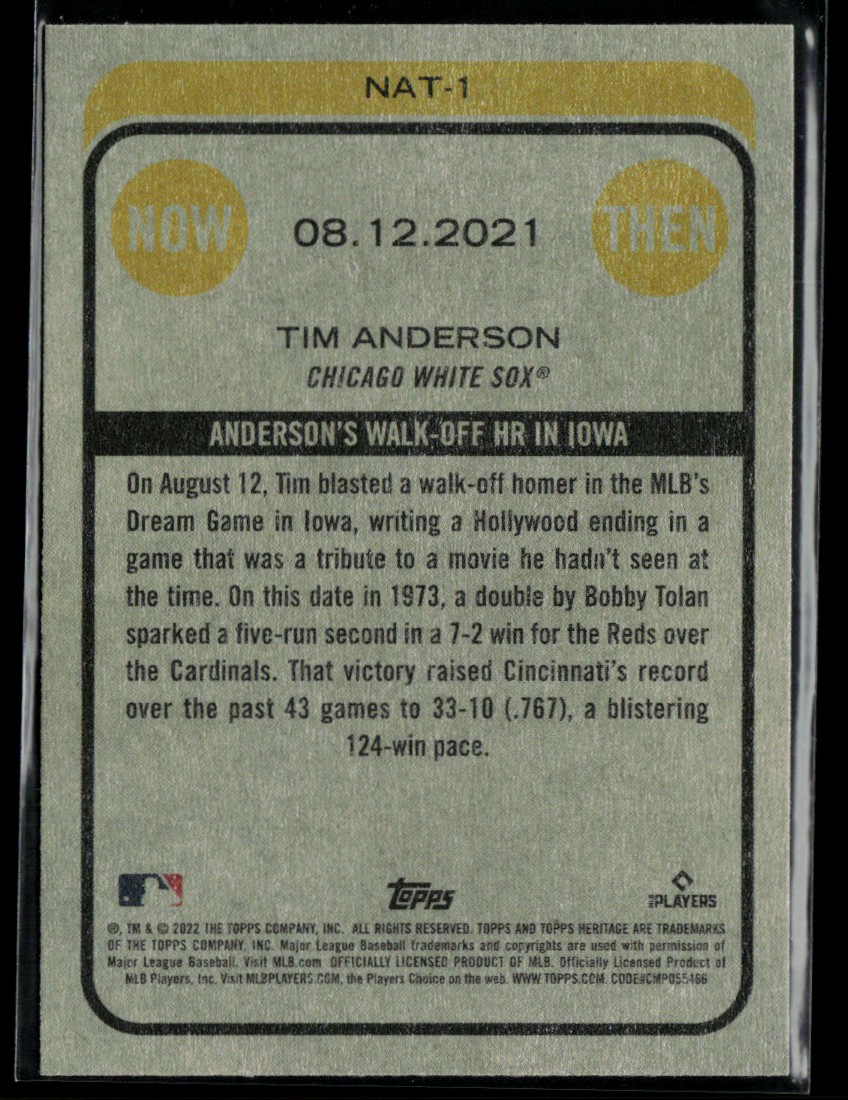 NAT-1
NOW
08.12.2021
THEN
TIM ANDERSON
CHICAGO WHITE SOX®
ANDERSON'S WALK-OFF HR IN IOWA
On August 12, Tim blasted a walk-off homer in the MLB's
Dream Game in Iowa, writing a Hollywood ending in a
game that was a tribute to a movie he hadn't seen at
the time. On this date in 1973, a double by Bobby Tolan
sparked a five-run second in a 7-2 win for the Reds over
the Cardinals. That victory raised Cincinnati's record
over the past 43 games to 33-10 (.767), a blistering
124-win pace.
Topps
MLB PLAYERS
®, TM & © 2022 THE TOPPS COMPANY, INC. ALL RIGHTS RESERVED. TOPPS AND TOPPS HERITAGE ARE TRADEMARKS
OF THE TOPPS COMPANY, INC. Major League Baseball trademarks and copyrights are used with permission of
Major League Baseball. Visit MLB.com OFFICIALLY LICENSED PRODUCT OF MLB. Officially Licensed Product of
MLB Players, Inc. Visit MLBPLAYERS.COM, the Players Choice on the web. WWW.TOPPS.COM. CODE#CMP055466